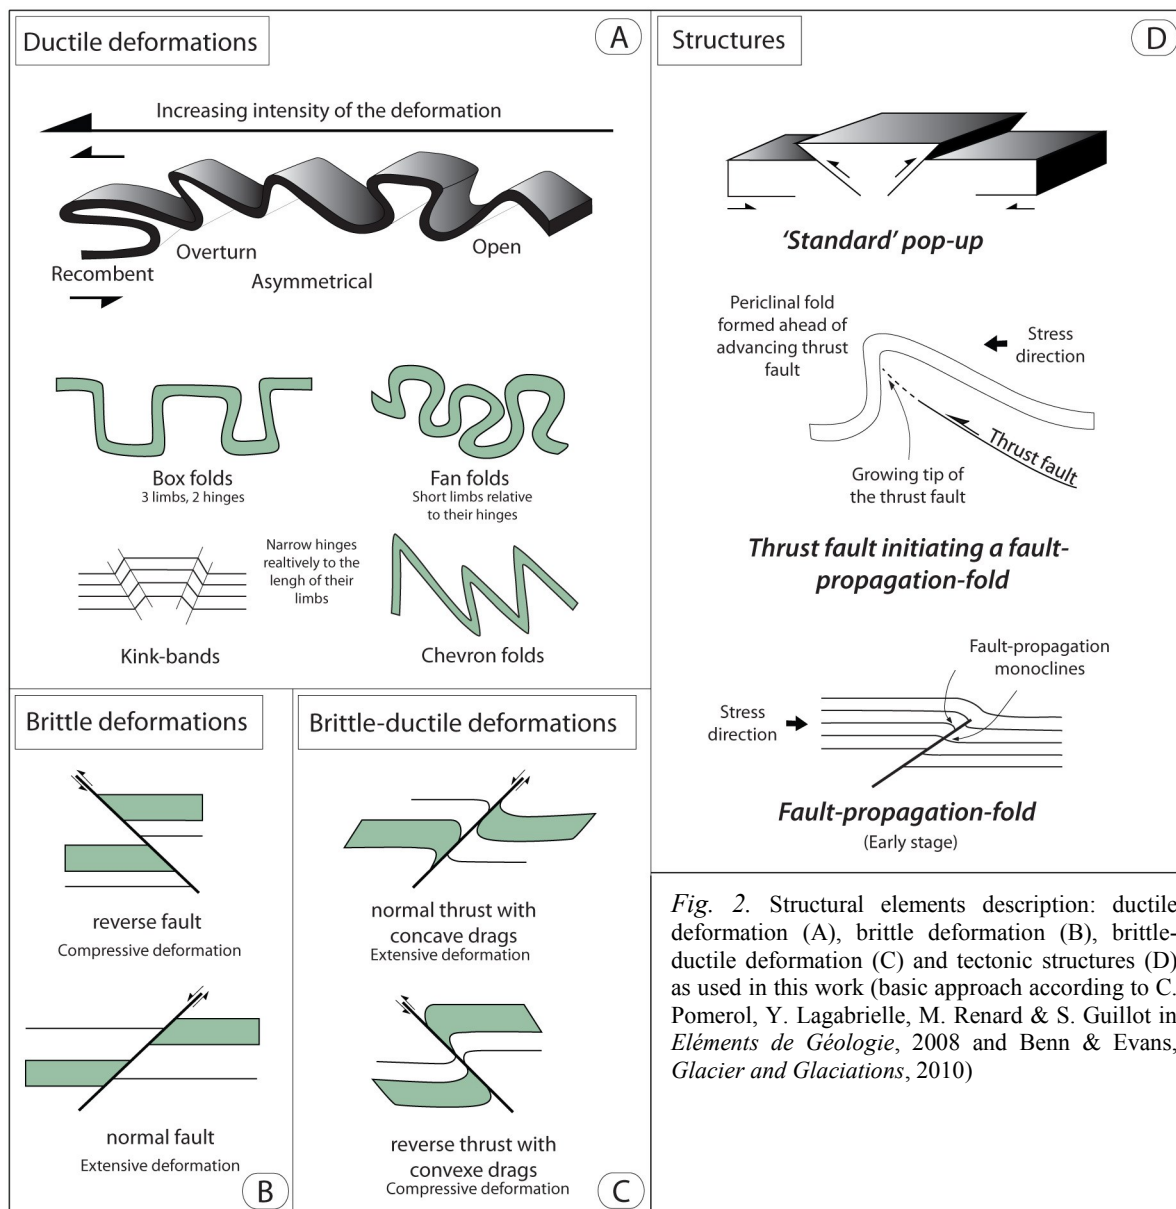 Ductile deformations
A
Increasing intensity of the deformation
Recombent
Overturn
Asymmetrical
Open
Box folds
3 limbs, 2 hinges
Fan folds
Short limbs relative
to their hinges
Kink-bands
Narrow hinges
realtively to the
lengh of their
limbs
Chevron folds
Brittle deformations
reverse fault
Compressive deformation
normal fault
Extensive deformation
B
Brittle-ductile deformations
normal thrust with
concave drags
Extensive deformation
reverse thrust with
convexe drags
Compressive deformation
C
Structures
D
'Standard' pop-up
Periclinal fold
formed ahead of
advancing thrust
fault
Stress
direction
Thrust fault
Growing tip of
the thrust fault
Thrust fault initiating a fault-
propagation-fold
Fault-propagation
monoclines
Stress
direction
Fault-propagation-fold
(Early stage)
Fig. 2. Structural elements description: ductile
deformation (A), brittle deformation (B), brittle-
ductile deformation (C) and tectonic structures (D)
as used in this work (basic approach according to C.
Pomerol, Y. Lagabrielle, M. Renard & S. Guillot in
Eléments de Géologie, 2008 and Benn & Evans,
Glacier and Glaciations, 2010)